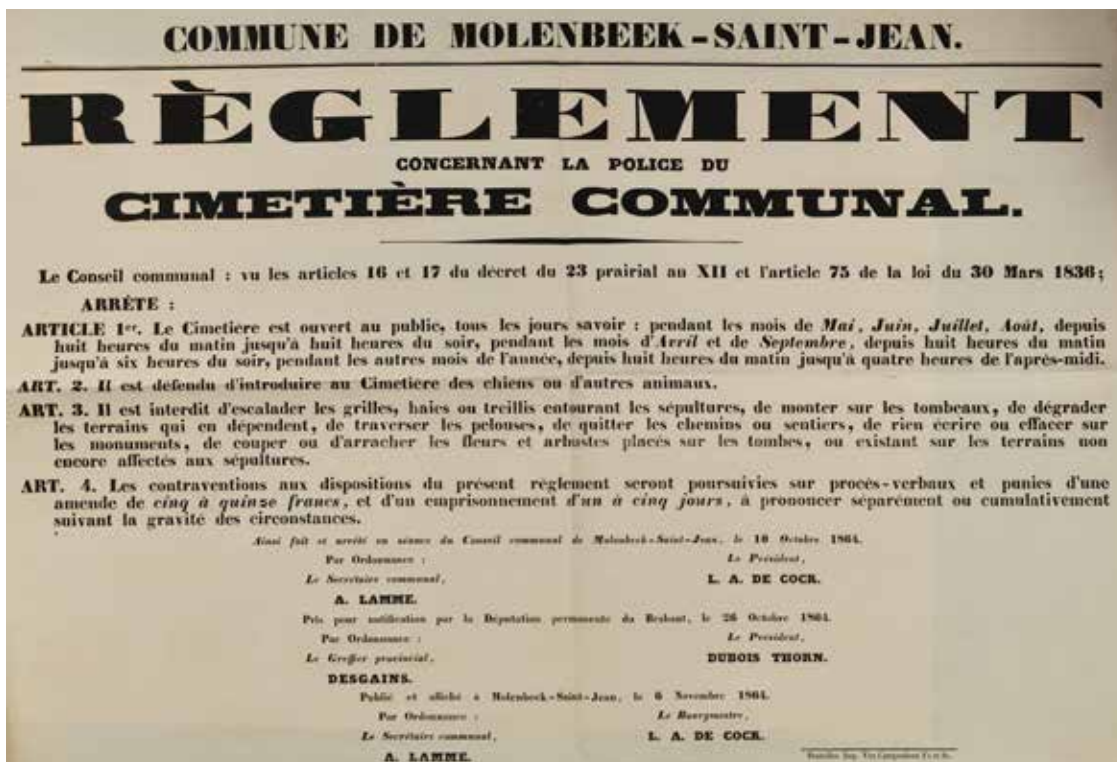 COMMUNE DE MOLENBEEK-SAINT-JEAN.
RÈGLEMENT
CONCERNANT LA POLICE DU
CIMETIÈRE COMMUNAL.
Le Conseil communal : vu les articles 16 et 17 du décret du 23 prairial an XII et l'article 75 de la loi du 30 Mars 1836 ;
ARRÊTE :
ARTICLE 1er. Le Cimetière est ouvert au public, tous les jours savoir : pendant les mois de Mai, Juin, Juillet, Août, depuis
huit heures du matin jusqu'à huit heures du soir, pendant les mois d'Avril et de Septembre, depuis huit heures du matin
jusqu'à six heures du soir, pendant les autres mois de l'année, depuis huit heures du matin jusqu'à quatre heures de l'après-midi.
ART. 2. Il est défendu d'introduire au Cimetière des chiens ou d'autres animaux.
ART. 3. Il est interdit d'escalader les grilles, haies ou treillis entourant les sépultures, de monter sur les tombeaux, de dégrader
les terrains qui en dépendent, de traverser les pelouses, de quitter les chemins ou sentiers, de rien écrire ou effacer sur
les monuments, de couper ou d'arracher les fleurs et arbustes placés sur les tombes, ou existant sur les terrains non
encore affectés aux sépultures.
ART. 4. Les contraventions aux dispositions du présent règlement seront poursuivies sur procès-verbaux et punies d'une
amende de cinq à quinze francs, et d'un emprisonnement d'un à cinq jours, à prononcer séparément ou cumulativement
suivant la gravité des circonstances.
Ainsi fait et arrêté en séance du Conseil communal de Molenbeek-Saint-Jean, le 10 Octobre 1864.
Par Ordonnance : Le Président,
Le Secrétaire communal, L. A. DE COCK.
A. LAMME.
Pris pour notification par la Députation permanente du Brabant, le 26 Octobre 1864.
Par Ordonnance : Le Président,
Le Greffier provincial, DUBOIS THORN.
DESGAINS.
Publié et affiché à Molenbeek-Saint-Jean, le 6 Novembre 1864.
Par Ordonnance : Le Bourgmestre,
Le Secrétaire communal, L. A. DE COCK.
A. LAMME.